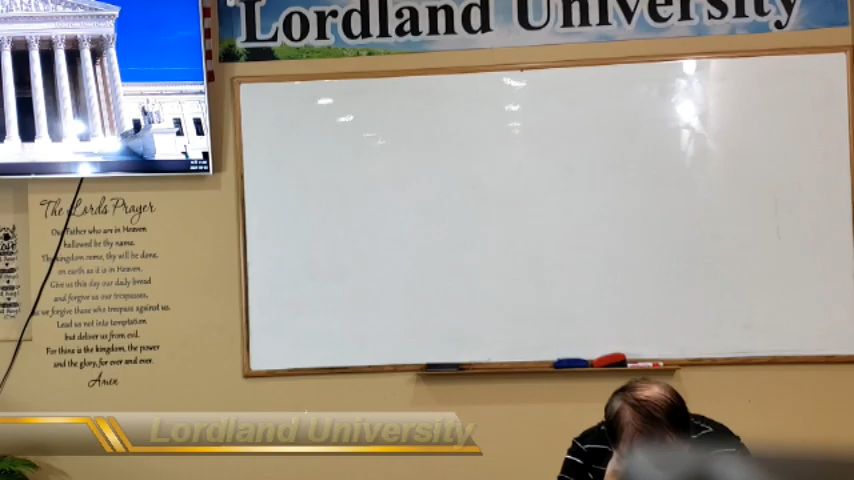 Lordland University
The Lords Prayer
Our Father who are in Heaven
hallowed be thy name.
Thy kingdom come, thy will be done,
on earth as it is in Heaven.
Give us this day our daily bread
and forgive us our trespasses,
as we forgive those who trespass against us.
Lead us not into temptation
but deliver us from evil.
For thine is the kingdom, the power
and the glory, for ever and ever.
Amen
Lordland University